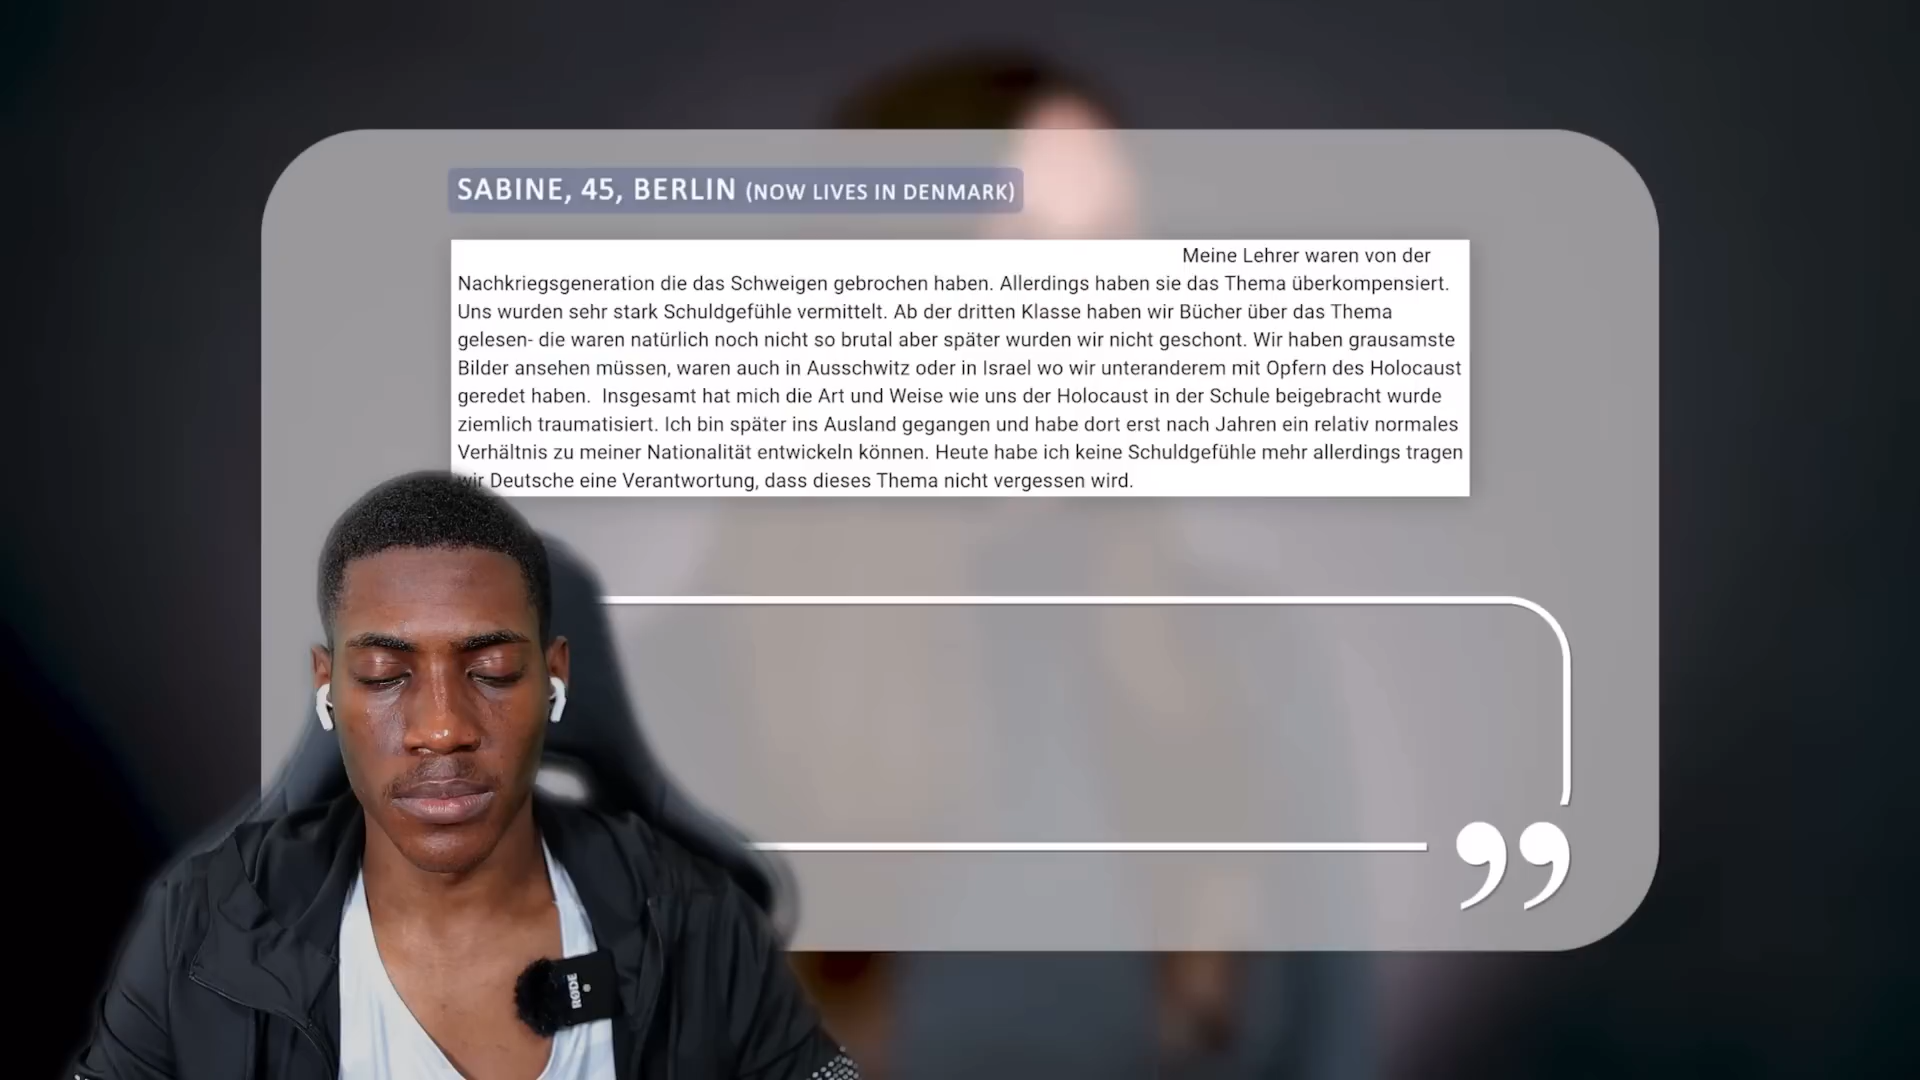 SABINE, 45, BERLIN (NOW LIVES IN DENMARK)
Meine Lehrer waren von der
Nachkriegsgeneration die das Schweigen gebrochen haben. Allerdings haben sie das Thema überkompensiert.
Uns wurden sehr stark Schuldgefühle vermittelt. Ab der dritten Klasse haben wir Bücher über das Thema
gelesen- die waren natürlich noch nicht so brutal aber später wurden wir nicht geschont. Wir haben grausamste
Bilder ansehen müssen, waren auch in Ausschwitz oder in Israel wo wir unteranderem mit Opfern des Holocaust
geredet haben.  Insgesamt hat mich die Art und Weise wie uns der Holocaust in der Schule beigebracht wurde
ziemlich traumatisiert. Ich bin später ins Ausland gegangen und habe dort erst nach Jahren ein relativ normales
Verhältnis zu meiner Nationalität entwickeln können. Heute habe ich keine Schuldgefühle mehr allerdings tragen
wir Deutsche eine Verantwortung, dass dieses Thema nicht vergessen wird.
”
RØDE